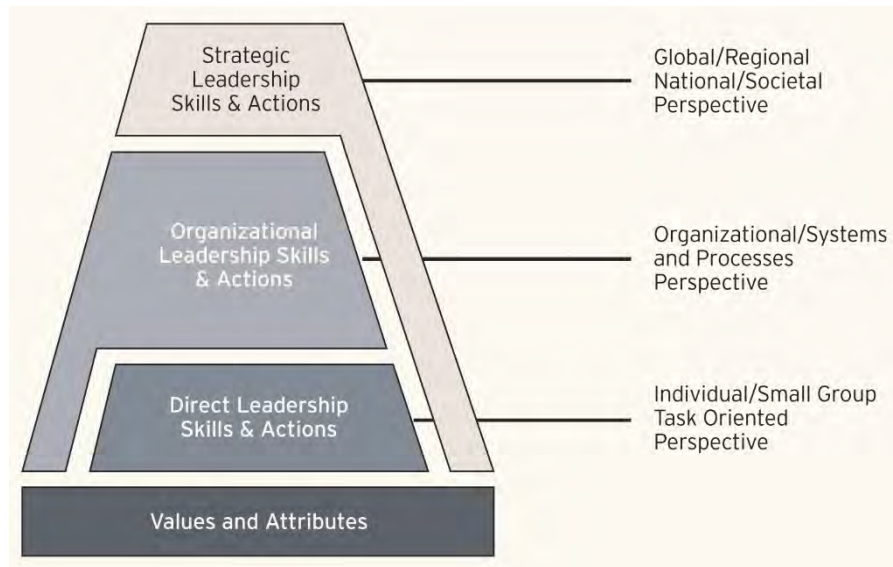 Strategic
Leadership
Skills & Actions
Global/Regional
National/Societal
Perspective
Organizational
Leadership Skills
& Actions
Organizational/Systems
and Processes
Perspective
Direct Leadership
Skills & Actions
Individual/Small Group
Task Oriented
Perspective
Values and Attributes